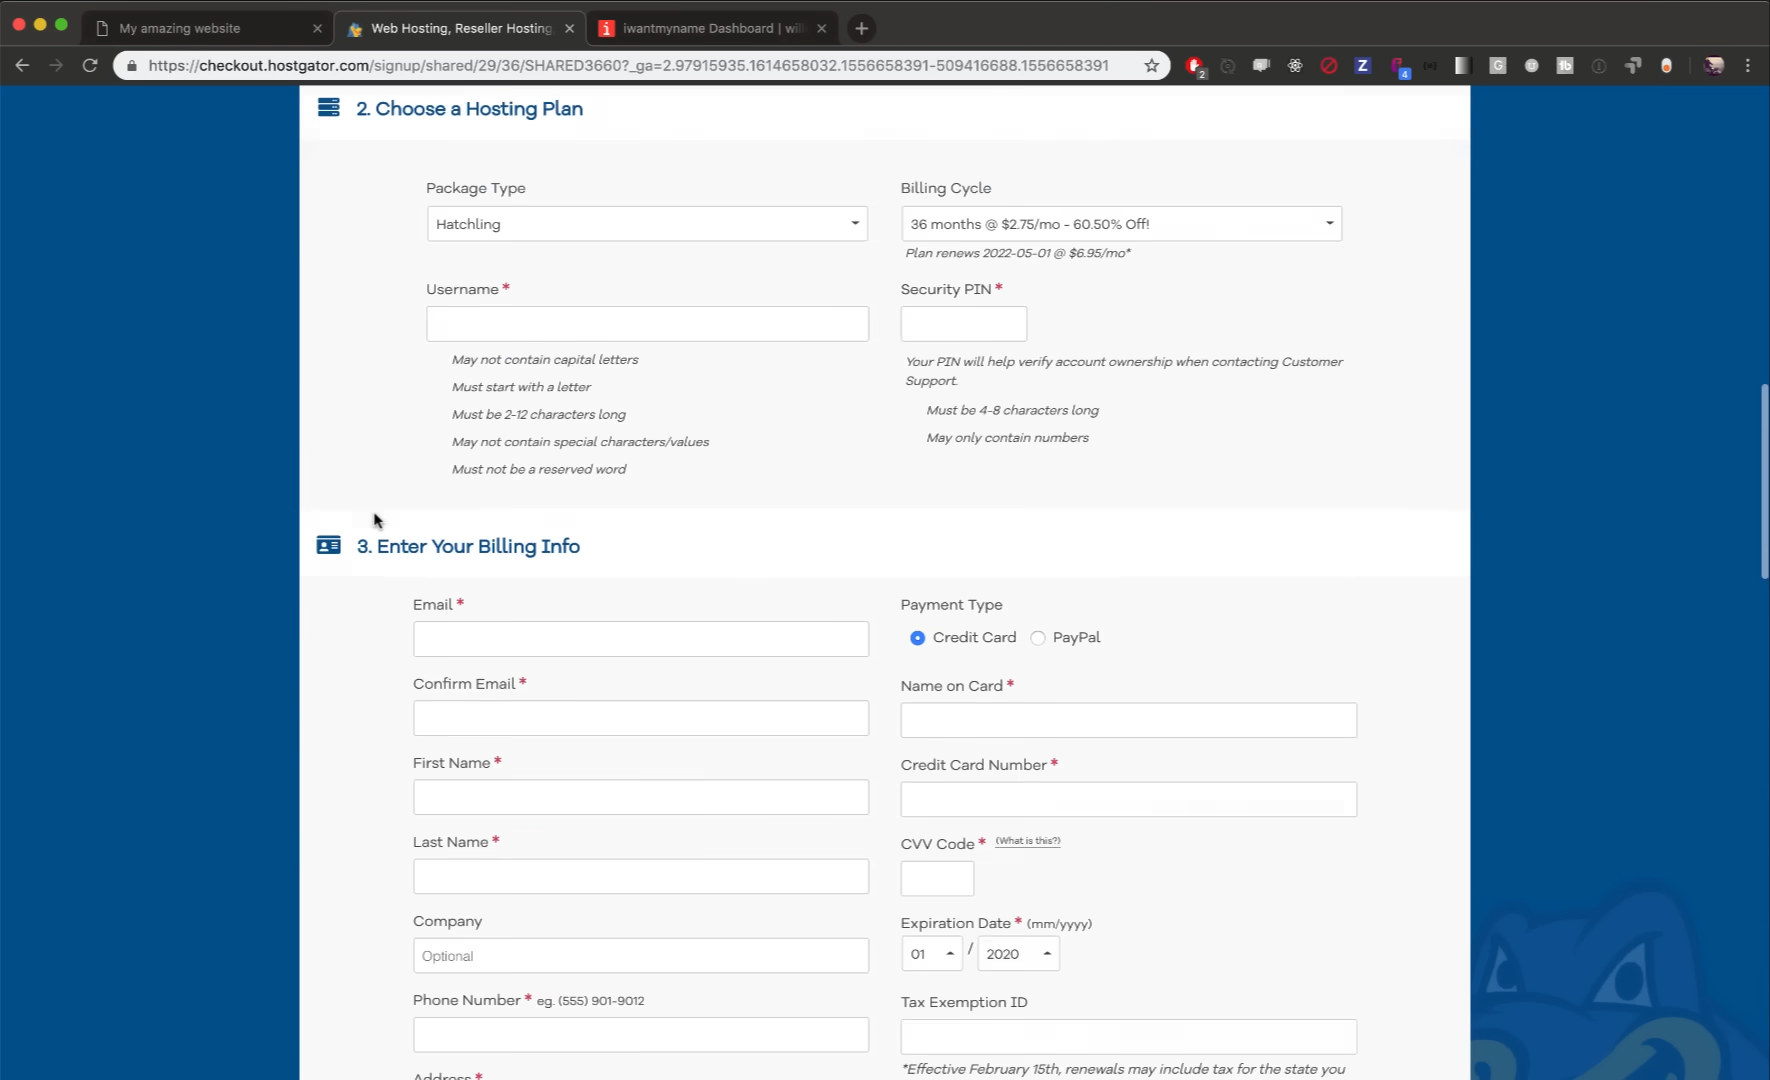 My amazing website
Web Hosting, Reseller Hosting
iwantmyname Dashboard | will
https://checkout.hostgator.com/signup/shared/29/36/SHARED3660?_ga=2.97915935.1614658032.1556658391-509416688.1556658391
2
Z
4
G
tb
2. Choose a Hosting Plan
Package Type
Billing Cycle
Hatchling
36 months @ $2.75/mo - 60.50% Off!
Plan renews 2022-05-01 @ $6.95/mo*
Username *
Security PIN *
May not contain capital letters
Must start with a letter
Must be 2-12 characters long
May not contain special characters/values
Must not be a reserved word
Your PIN will help verify account ownership when contacting Customer
Support.
Must be 4-8 characters long
May only contain numbers
3. Enter Your Billing Info
Email *
Payment Type
Credit Card
PayPal
Confirm Email *
Name on Card *
First Name *
Credit Card Number *
Last Name *
CVV Code * (What is this?)
Company
Expiration Date * (mm/yyyy)
Optional
01 / 2020
Phone Number * eg. (555) 901-9012
Tax Exemption ID
Address *
*Effective February 15th, renewals may include tax for the state you